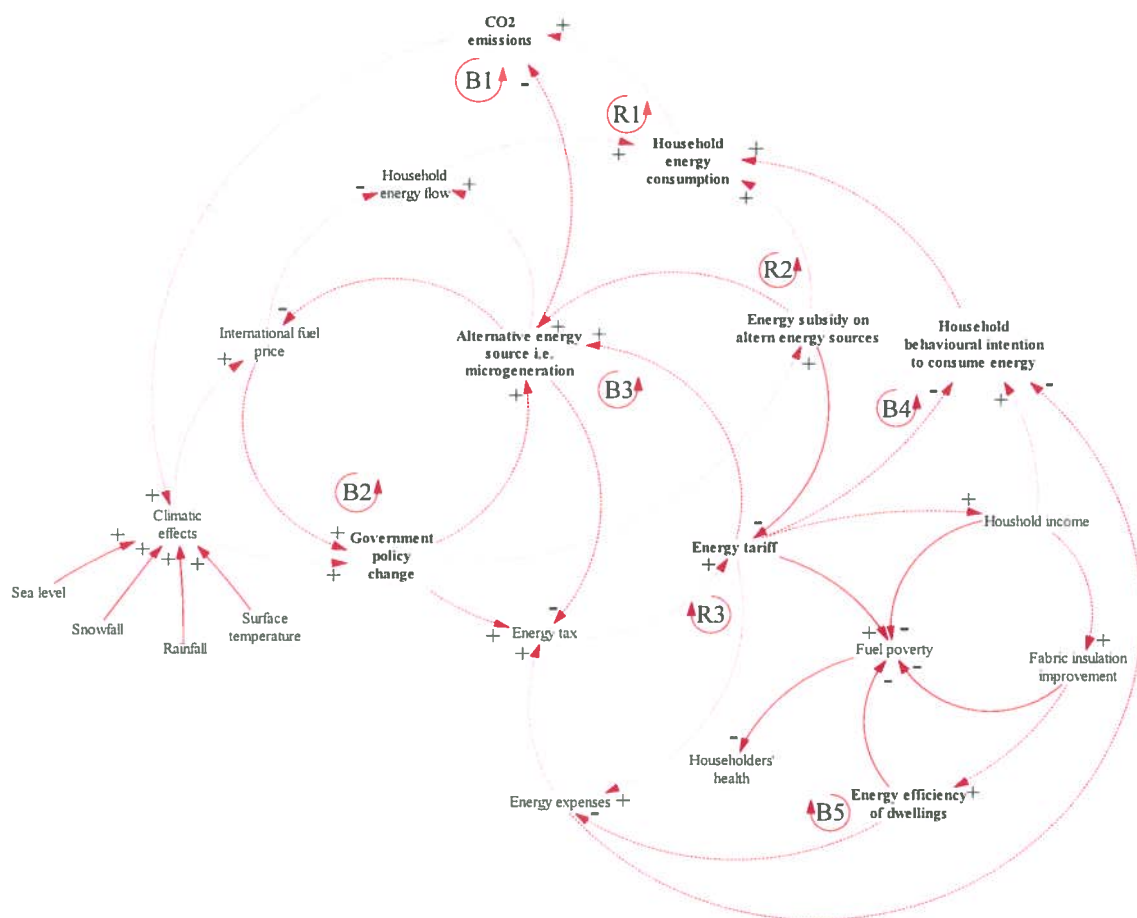 CO2
emissions
+
B1
-
R1
+
Household
energy
consumption
+
+
Household
energy flow
-
+
R2
-
International fuel
price
+
Alternative energy
source i.e.
microgeneration
+
+
+
Energy subsidy on
altern energy sources
+
Household
behavioural intention
to consume energy
-
+
-
B3
B4
B2
+
Climatic
effects
+
+
+
+
+
Government
policy
change
+
-
Energy tariff
+
+
Houshold income
Sea level
Snowfall
Rainfall
Surface
temperature
-
+
Energy tax
+
R3
+
-
Fuel poverty
-
-
+
Fabric insulation
improvement
-
Householders'
health
Energy expenses
+
-
B5
Energy efficiency
of dwellings
+